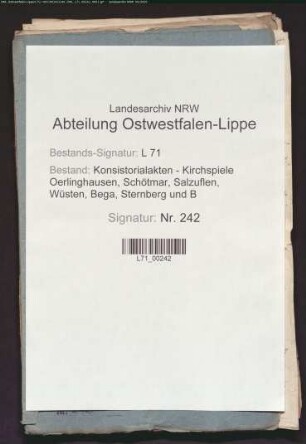 Landesarchiv NRW
Abteilung Ostwestfalen-Lippe
Bestands-Signatur: L 71
Bestand: Konsistorialakten - Kirchspiele
Oerlinghausen, Schötmar, Salzuflen,
Wüsten, Bega, Sternberg und B
Signatur: Nr. 242
L71_00242